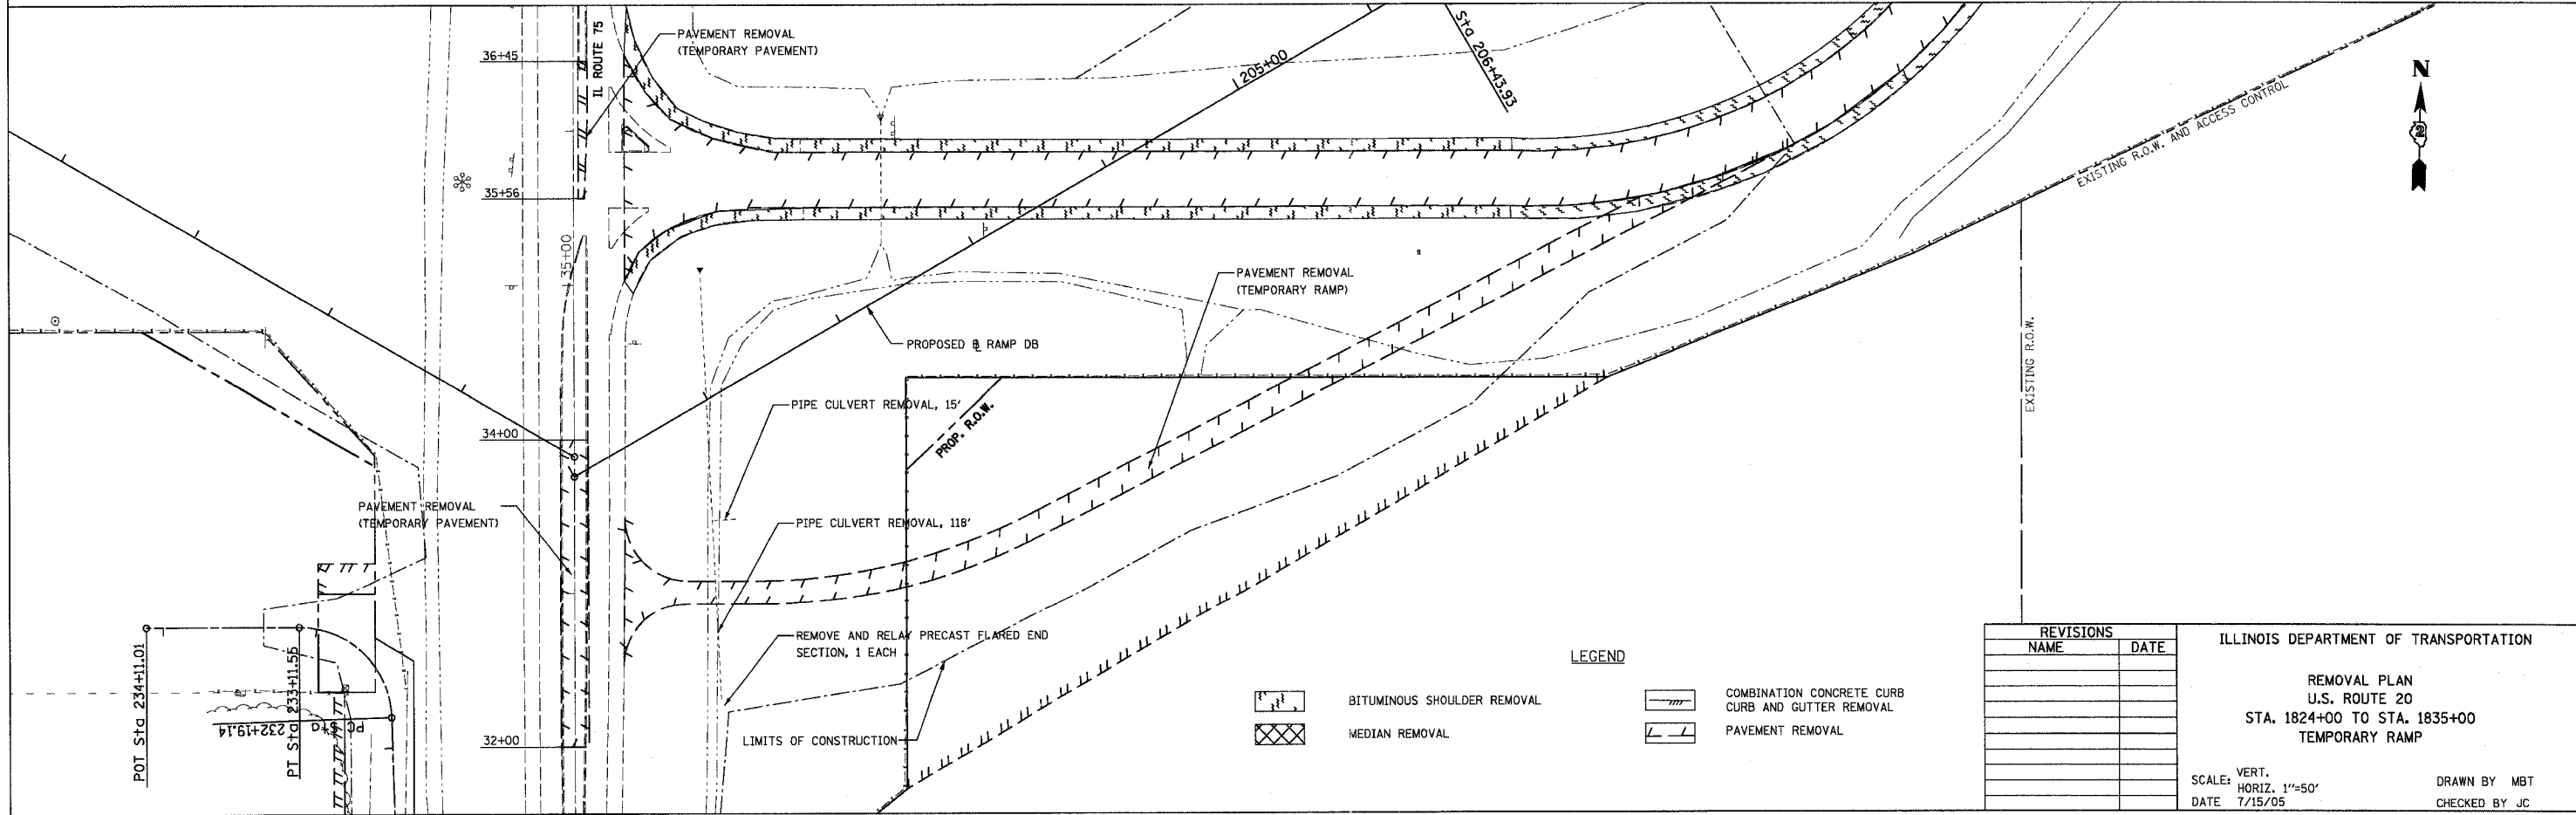 PAVEMENT REMOVAL
(TEMPORARY PAVEMENT)
36+45
IL ROUTE 75
205+00
Sta 206+43.93
N
2
EXISTING R.O.W. AND ACCESS CONTROL
35+56
35+00
PAVEMENT REMOVAL
(TEMPORARY RAMP)
PROPOSED ℄ RAMP DB
EXISTING R.O.W.
PIPE CULVERT REMOVAL, 15'
PROP. R.O.W.
34+00
PAVEMENT REMOVAL
(TEMPORARY PAVEMENT)
PIPE CULVERT REMOVAL, 118'
REMOVE AND RELAY PRECAST FLARED END
SECTION, 1 EACH
POT Sta 234+11.01
PT Sta 233+11.55
PC Sta 232+19.14
32+00
LIMITS OF CONSTRUCTION
LEGEND
BITUMINOUS SHOULDER REMOVAL
MEDIAN REMOVAL
COMBINATION CONCRETE CURB
CURB AND GUTTER REMOVAL
PAVEMENT REMOVAL
REVISIONS
NAME DATE
ILLINOIS DEPARTMENT OF TRANSPORTATION
REMOVAL PLAN
U.S. ROUTE 20
STA. 1824+00 TO STA. 1835+00
TEMPORARY RAMP
SCALE: VERT.
HORIZ. 1"=50'
DATE 7/15/05
DRAWN BY MBT
CHECKED BY JC